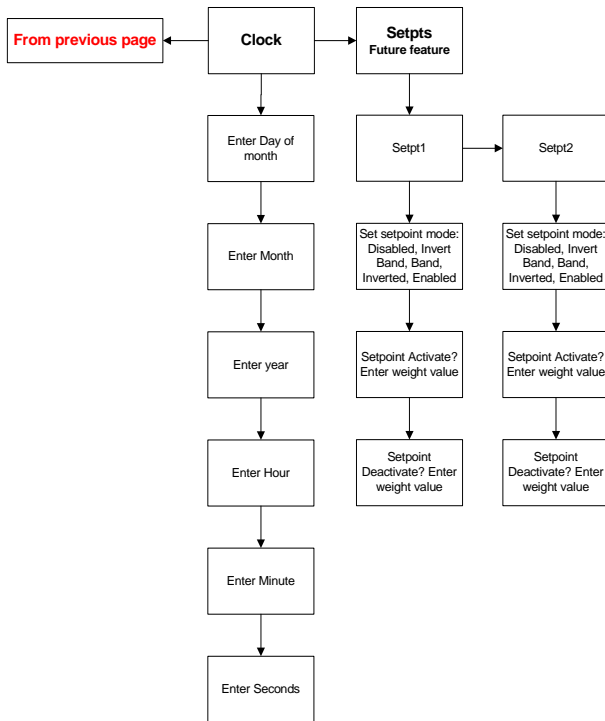 From previous page
Clock
Setpts
Future feature
Enter Day of
month
Setpt1
Setpt2
Enter Month
Set setpoint mode:
Disabled, Invert
Band, Band,
Inverted, Enabled
Set setpoint mode:
Disabled, Invert
Band, Band,
Inverted, Enabled
Enter year
Setpoint Activate?
Enter weight value
Setpoint Activate?
Enter weight value
Enter Hour
Setpoint
Deactivate? Enter
weight value
Setpoint
Deactivate? Enter
weight value
Enter Minute
Enter Seconds